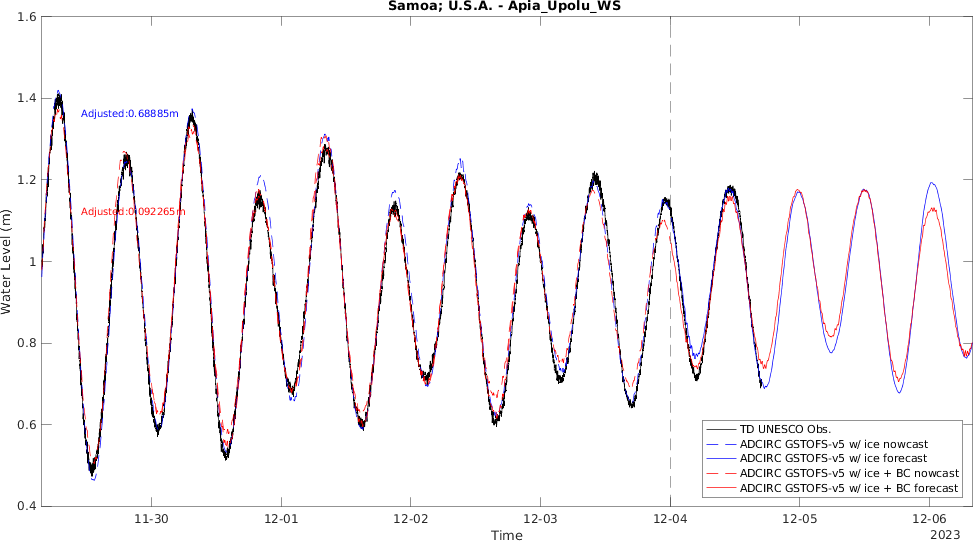 Samoa; U.S.A. - Apia_Upolu_WS
1.6
1.4
Adjusted:0.68885m
1.2
Adjusted:0.092265m
Water Level (m)
1
0.8
0.6
0.4
TD UNESCO Obs.
ADCIRC GSTOFS-v5 w/ ice nowcast
ADCIRC GSTOFS-v5 w/ ice forecast
ADCIRC GSTOFS-v5 w/ ice + BC nowcast
ADCIRC GSTOFS-v5 w/ ice + BC forecast
11-30 12-01 12-02 12-03 12-04 12-05 12-06
Time
2023